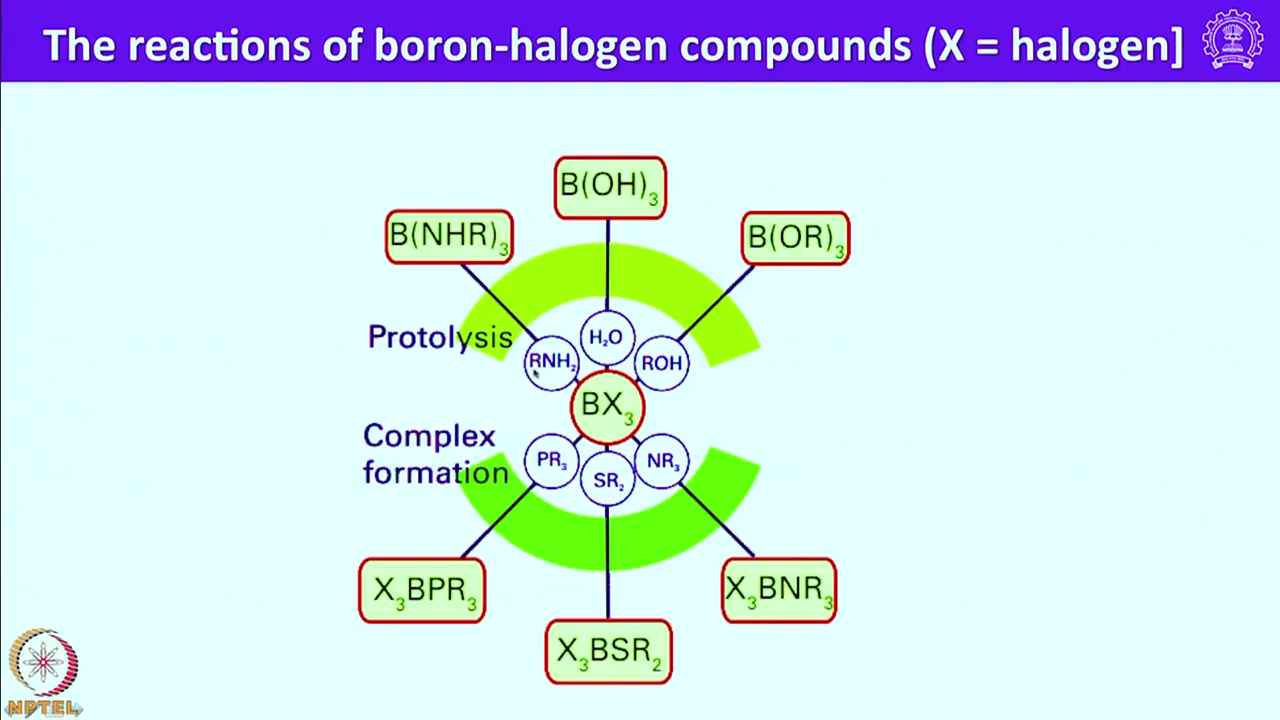 The reactions of boron-halogen compounds (X = halogen]
B(OH)₃
B(NHR)₃
B(OR)₃
Protolysis
H₂O
RNH₂
ROH
BX₃
Complex
formation
PR₃
SR₂
NR₃
X₃BPR₃
X₃BNR₃
X₃BSR₂
NPTEL